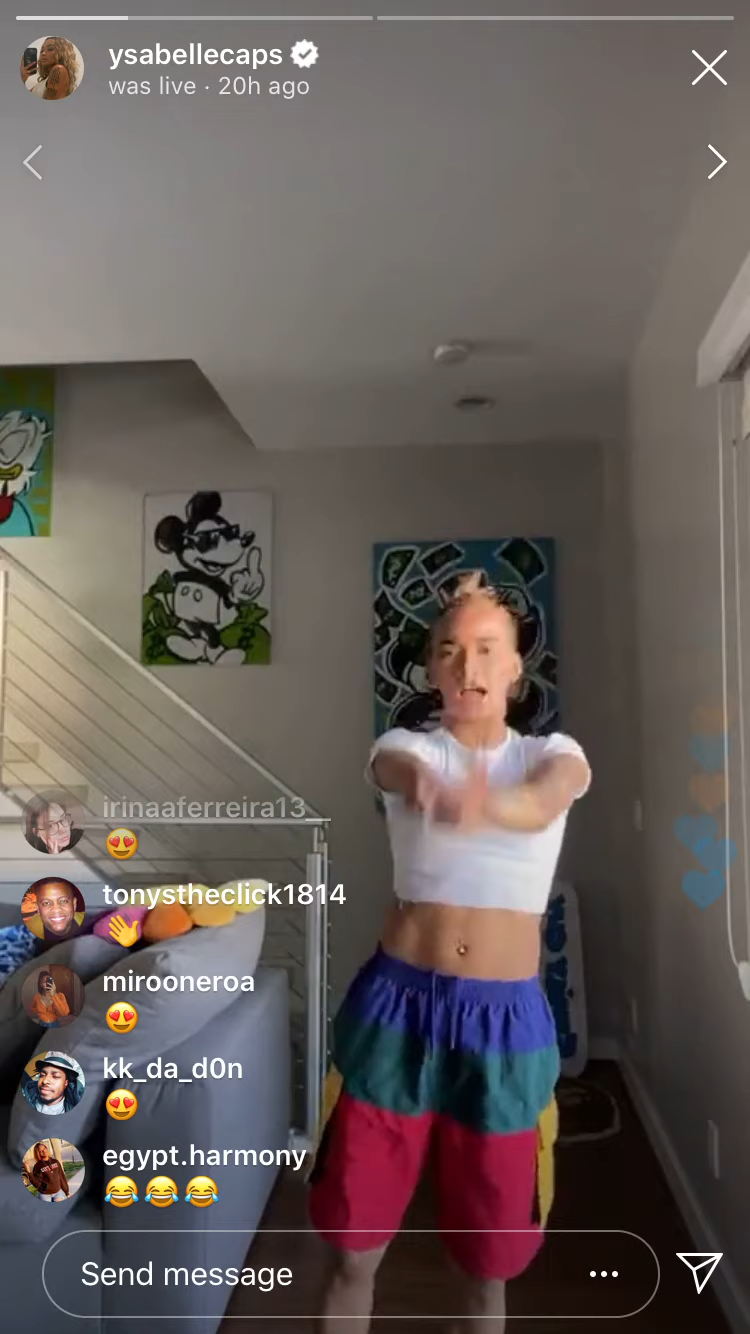 ysabellecaps
was live · 20h ago
irinaaferreira13
tonystheclick1814
mirooneroa
kk_da_d0n
egypt.harmony
Send message